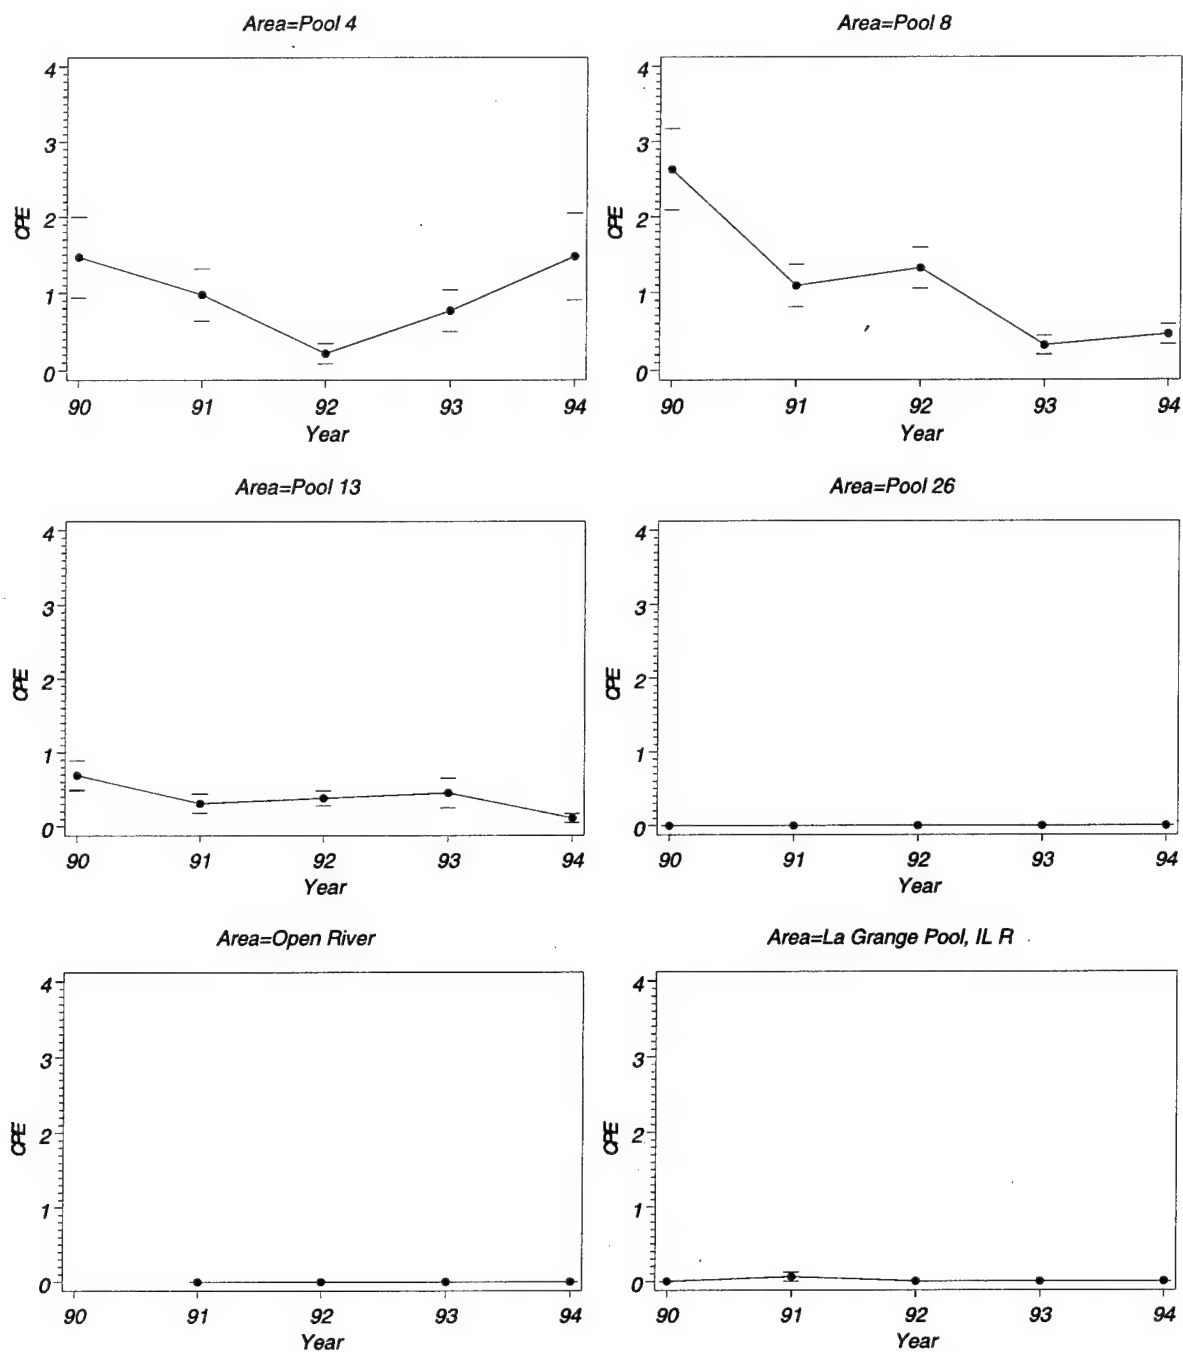 Area=Pool 4
4
3
2
1
0
CPE
90 91 92 93 94
Year
Area=Pool 8
4
3
2
1
0
CPE
90 91 92 93 94
Year
Area=Pool 13
4
3
2
1
0
CPE
90 91 92 93 94
Year
Area=Pool 26
4
3
2
1
0
CPE
90 91 92 93 94
Year
Area=Open River
4
3
2
1
0
CPE
90 91 92 93 94
Year
Area=La Grange Pool, IL R
4
3
2
1
0
CPE
90 91 92 93 94
Year